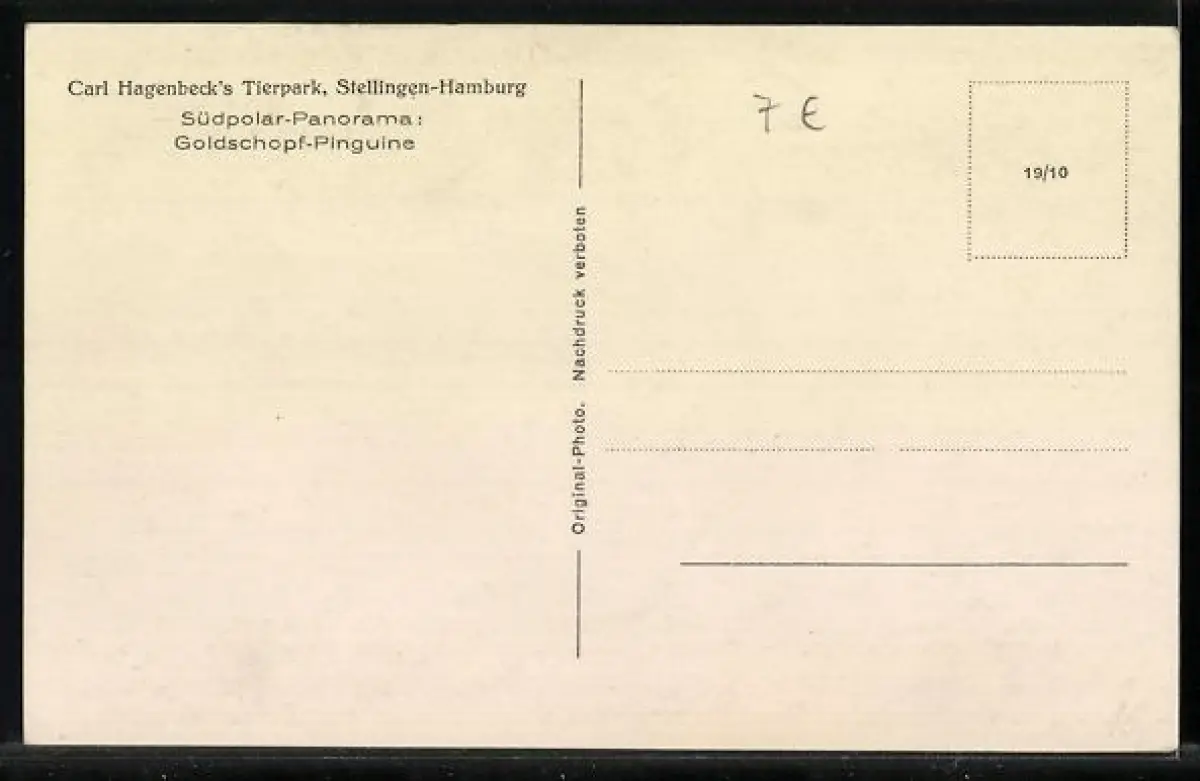 Carl Hagenbeck's Tierpark, Stellingen-Hamburg
Südpolar-Panorama:
Goldschopf-Pinguine
Original-Photo. Nachdruck verboten
7 €
19/10